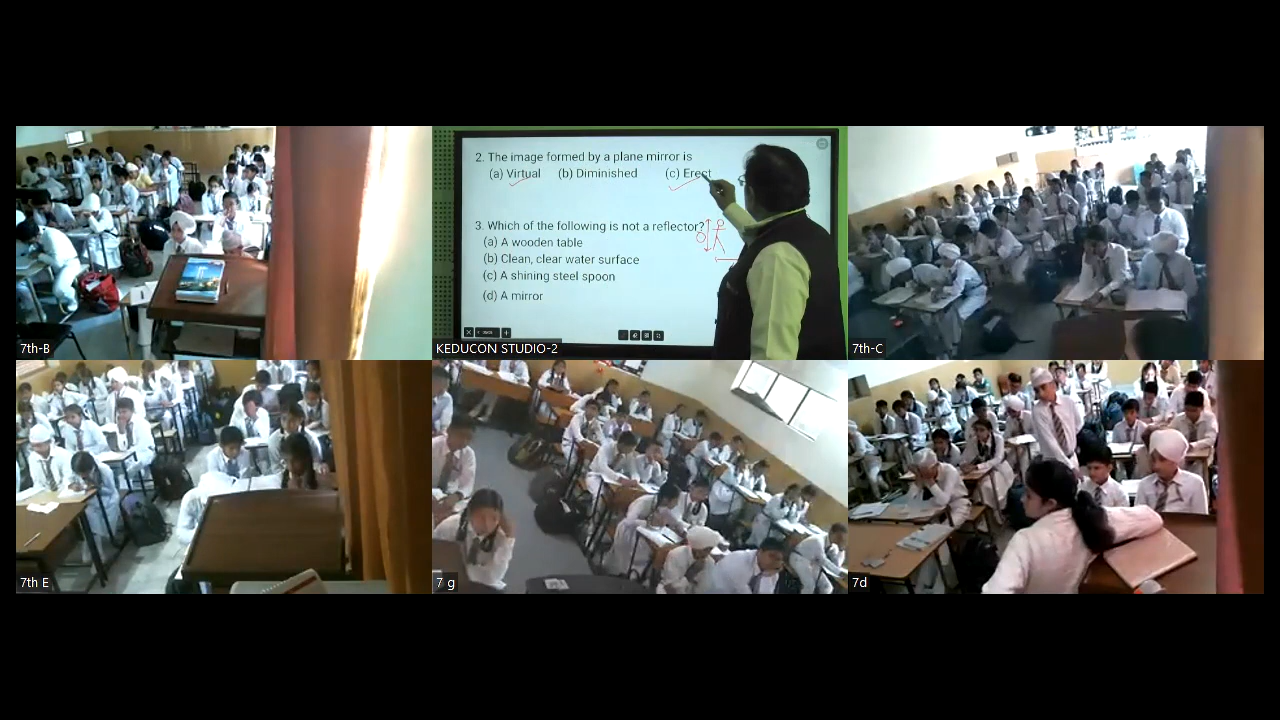 2. The image formed by a plane mirror is
(a) Virtual (b) Diminished (c) Erect
3. Which of the following is not a reflector?
(a) A wooden table
(b) Clean, clear water surface
(c) A shining steel spoon
(d) A mirror
7th-B
KEDUCON STUDIO-2
7th-C
7th E
7 g
7d